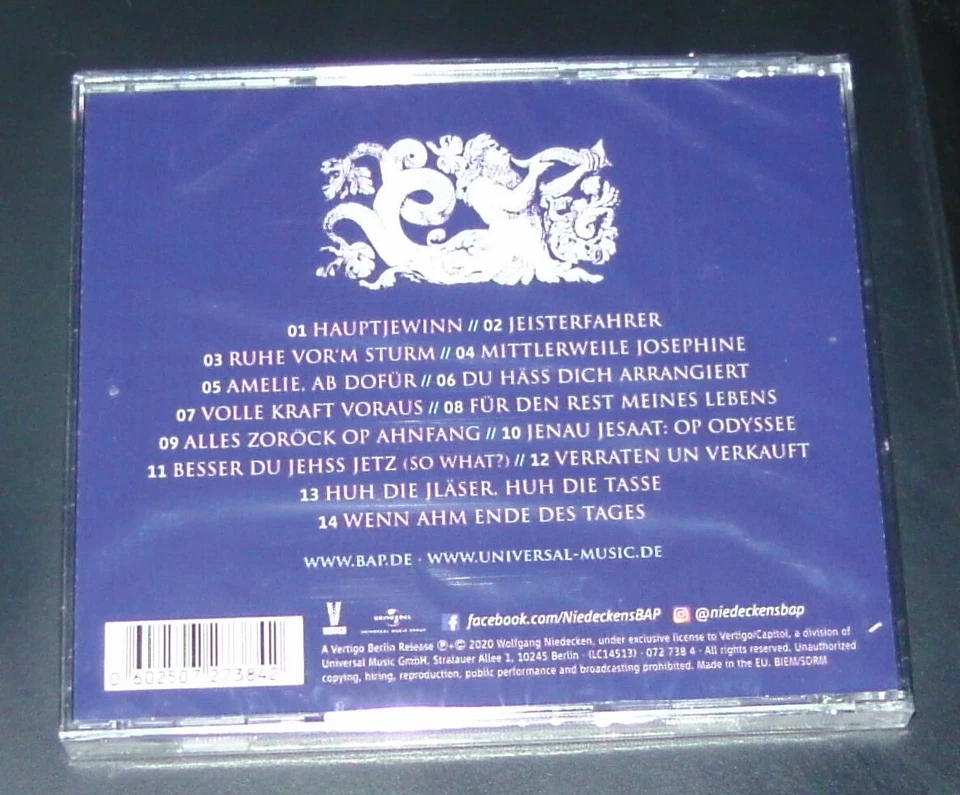 01 HAUPTJEWINN // 02 JEISTERFAHRER
03 RUHE VOR'M STURM // 04 MITTLERWEILE JOSEPHINE
05 AMELIE, AB DOFÜR // 06 DU HÄSS DICH ARRANGIERT
07 VOLLE KRAFT VORAUS // 08 FÜR DEN REST MEINES LEBENS
09 ALLES ZORÖCK OP AHNFANG // 10 JENAU JESAAT: OP ODYSSEE
11 BESSER DU JEHSS JETZ (SO WHAT?) // 12 VERRATEN UN VERKAUFT
13 HUH DIE JLÄSER, HUH DIE TASSE
14 WENN AHM ENDE DES TAGES
WWW.BAP.DE · WWW.UNIVERSAL-MUSIC.DE
facebook.com/NiedeckensBAP @niedeckensbap
UNIVERSAL
UNIVERSAL MUSIC GROUP
A Vertigo Berlin Release ℗+© 2020 Wolfgang Niedecken, under exclusive license to Vertigo/Capitol, a division of
Universal Music GmbH, Stralauer Allee 1, 10245 Berlin · (LC14513) · 072 738 4 · All rights reserved. Unauthorized
copying, hiring, reproduction, public performance and broadcasting prohibited. Made in the EU. BIEM/SDRM
0 602507 273842